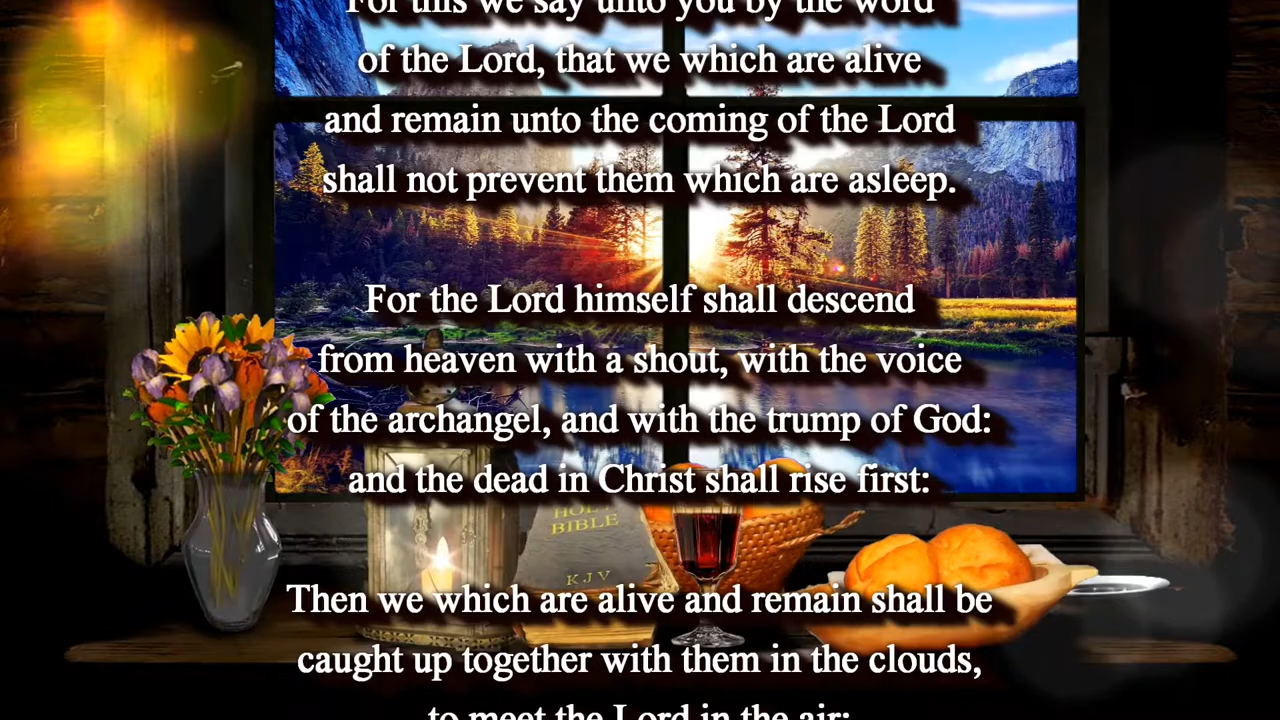 For this we say unto you by the word
of the Lord, that we which are alive
and remain unto the coming of the Lord
shall not prevent them which are asleep.
For the Lord himself shall descend
from heaven with a shout, with the voice
of the archangel, and with the trump of God:
and the dead in Christ shall rise first:
HOLY
BIBLE
KJV
Then we which are alive and remain shall be
caught up together with them in the clouds,
to meet the Lord in the air: